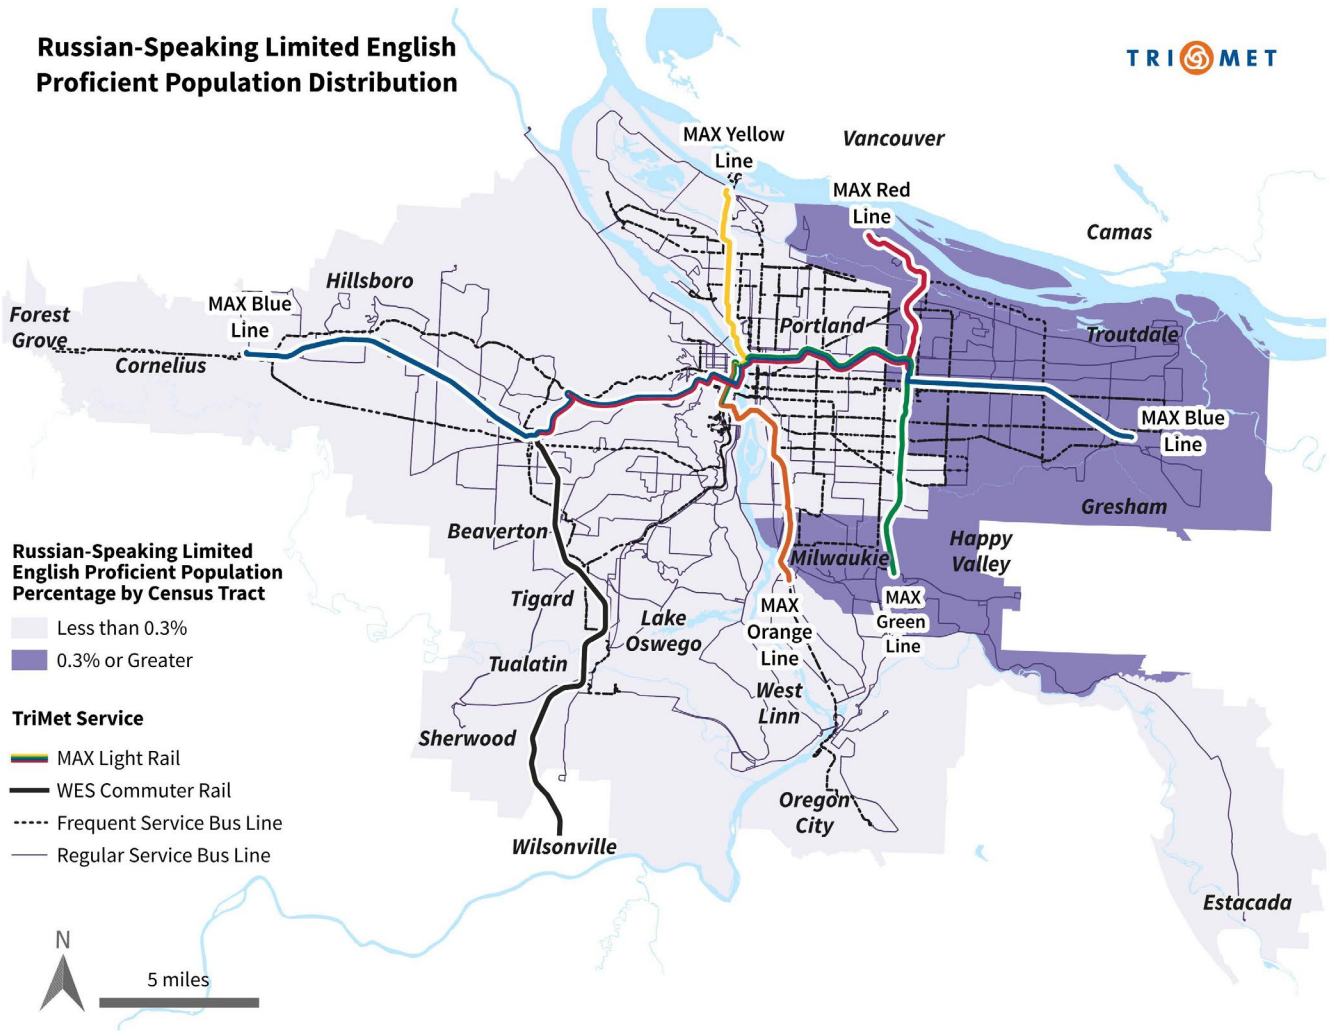 Russian-Speaking Limited English
Proficient Population Distribution
TRIMET
MAX Yellow
Line
Vancouver
MAX Red
Line
Camas
Hillsboro
MAX Blue
Line
Forest
Grove
Cornelius
Portland
Troutdale
MAX Blue
Line
Gresham
Beaverton
Milwaukie
Happy
Valley
Tigard
Lake
Oswego
MAX
Orange
Line
MAX
Green
Line
Tualatin
West
Linn
Sherwood
Oregon
City
Wilsonville
Estacada
Russian-Speaking Limited
English Proficient Population
Percentage by Census Tract
Less than 0.3%
0.3% or Greater
TriMet Service
MAX Light Rail
WES Commuter Rail
Frequent Service Bus Line
Regular Service Bus Line
N
5 miles